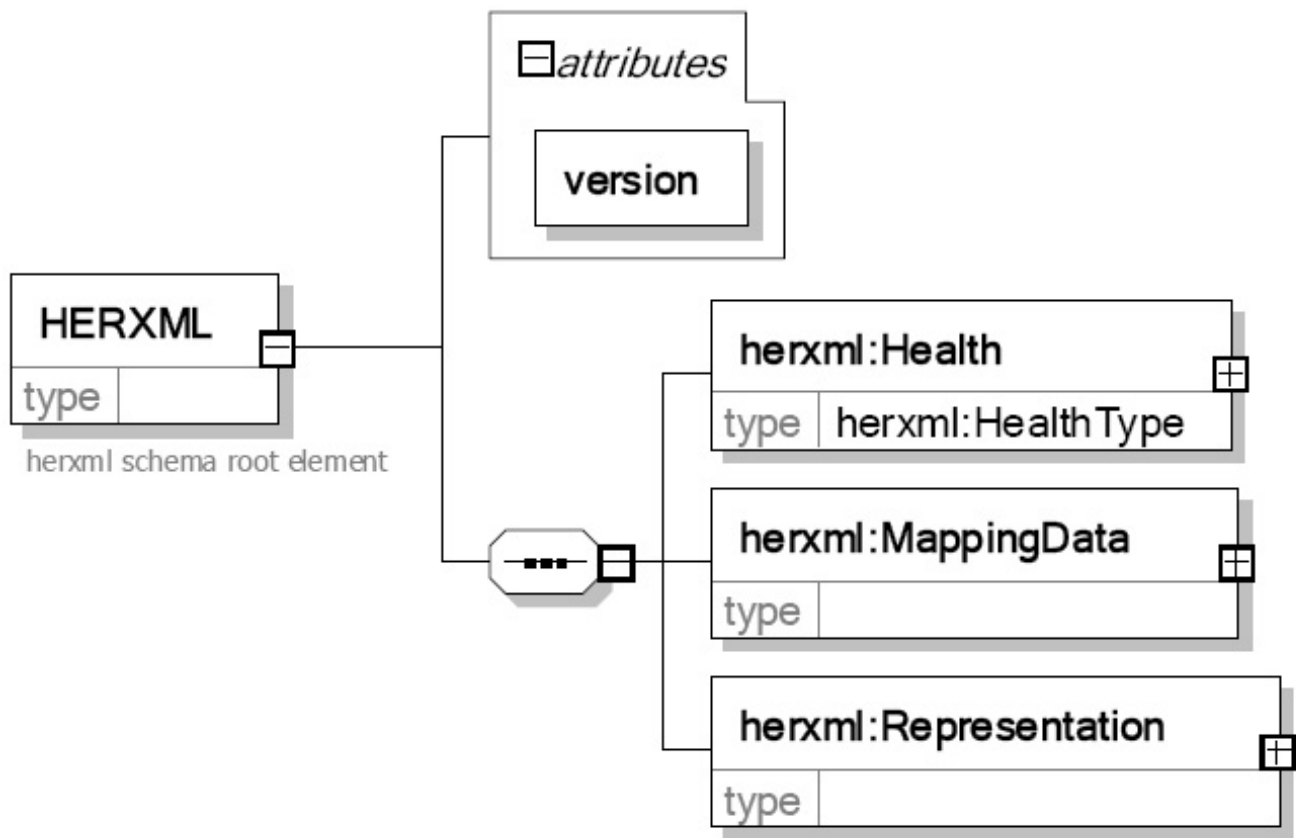 attributes
version
HERXML
type
herxml schema root element
herxml:Health
type herxml:HealthType
herxml:MappingData
type
herxml:Representation
type